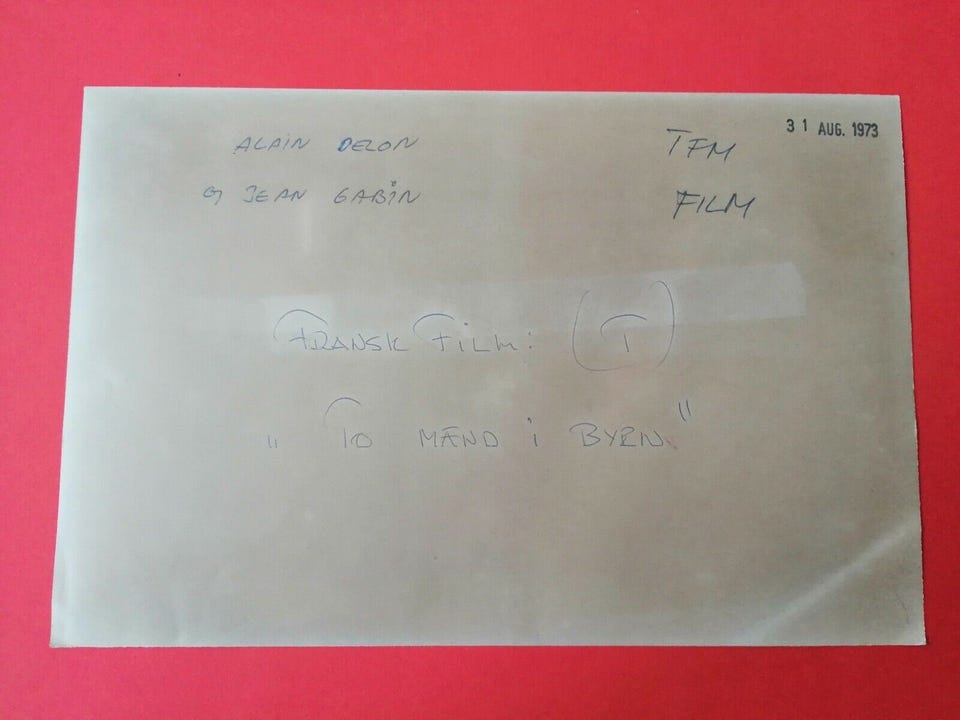 31 AUG. 1973
ALAIN DELON
TFM
og JEAN GABIN
FILM
FRANSK FILM: (T)
"TO MÆND i BYEN"